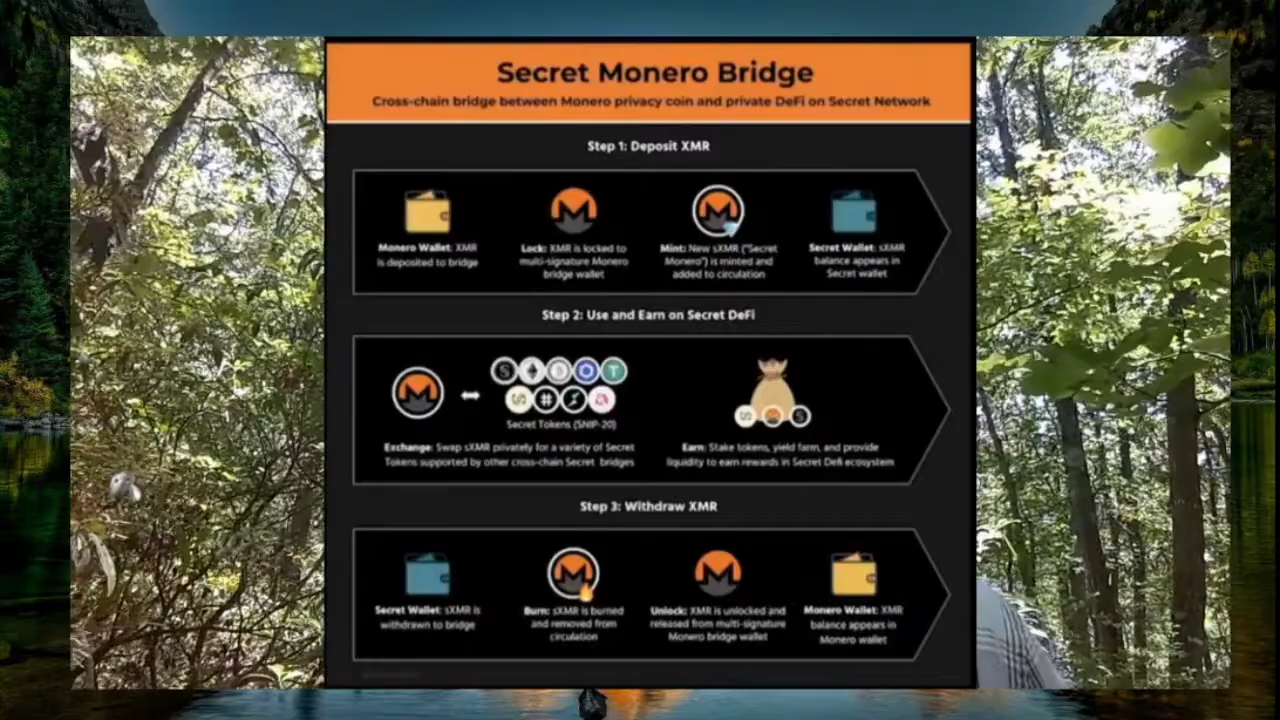 Secret Monero Bridge
Cross-chain bridge between Monero privacy coin and private DeFi on Secret Network
Step 1: Deposit XMR
Monero Wallet: XMR
is deposited to bridge
Lock: XMR is locked to
multi-signature Monero
bridge wallet
Mint: New sXMR ("Secret
Monero") is minted and
added to circulation
Secret Wallet: sXMR
balance appears in
Secret wallet
Step 2: Use and Earn on Secret DeFi
Secret Tokens (SNIP-20)
Exchange: Swap sXMR privately for a variety of Secret
Tokens supported by other cross-chain Secret bridges
Earn: Stake tokens, yield farm, and provide
liquidity to earn rewards in Secret Defi ecosystem
Step 3: Withdraw XMR
Secret Wallet: sXMR is
withdrawn to bridge
Burn: sXMR is burned
and removed from
circulation
Unlock: XMR is unlocked and
released from multi-signature
Monero bridge wallet
Monero Wallet: XMR
balance appears in
Monero wallet